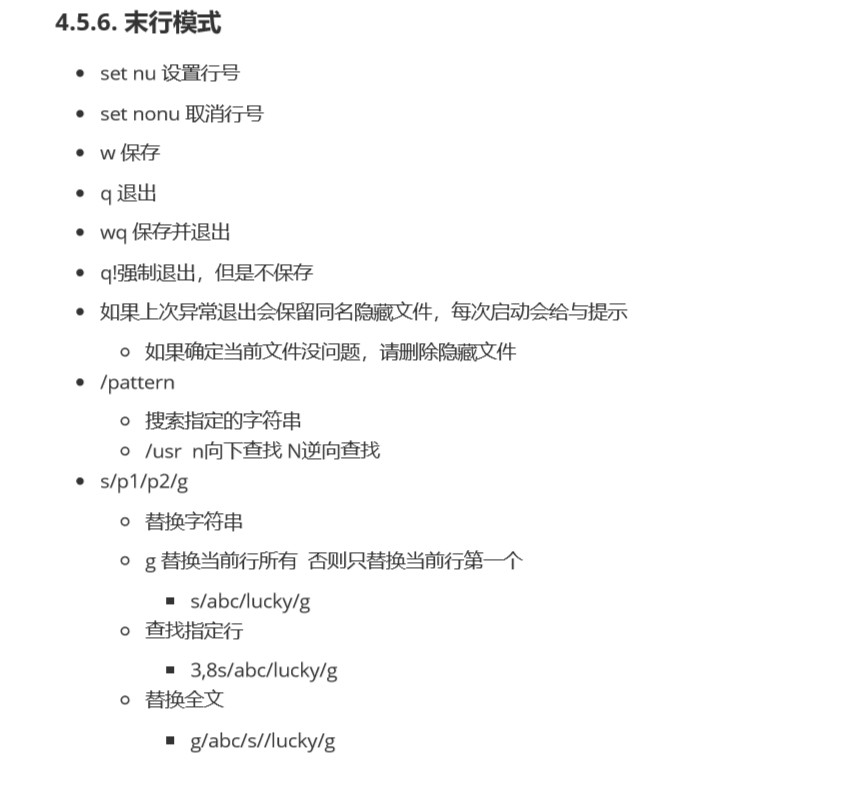 4.5.6. 末行模式
set nu 设置行号
set nonu 取消行号
w 保存
q 退出
wq 保存并退出
q!强制退出，但是不保存
如果上次异常退出会保留同名隐藏文件，每次启动会给与提示
如果确定当前文件没问题，请删除隐藏文件
/pattern
搜索指定的字符串
/usr n向下查找 N逆向查找
s/p1/p2/g
替换字符串
g 替换当前行所有 否则只替换当前行第一个
s/abc/lucky/g
查找指定行
3,8s/abc/lucky/g
替换全文
g/abc/s//lucky/g